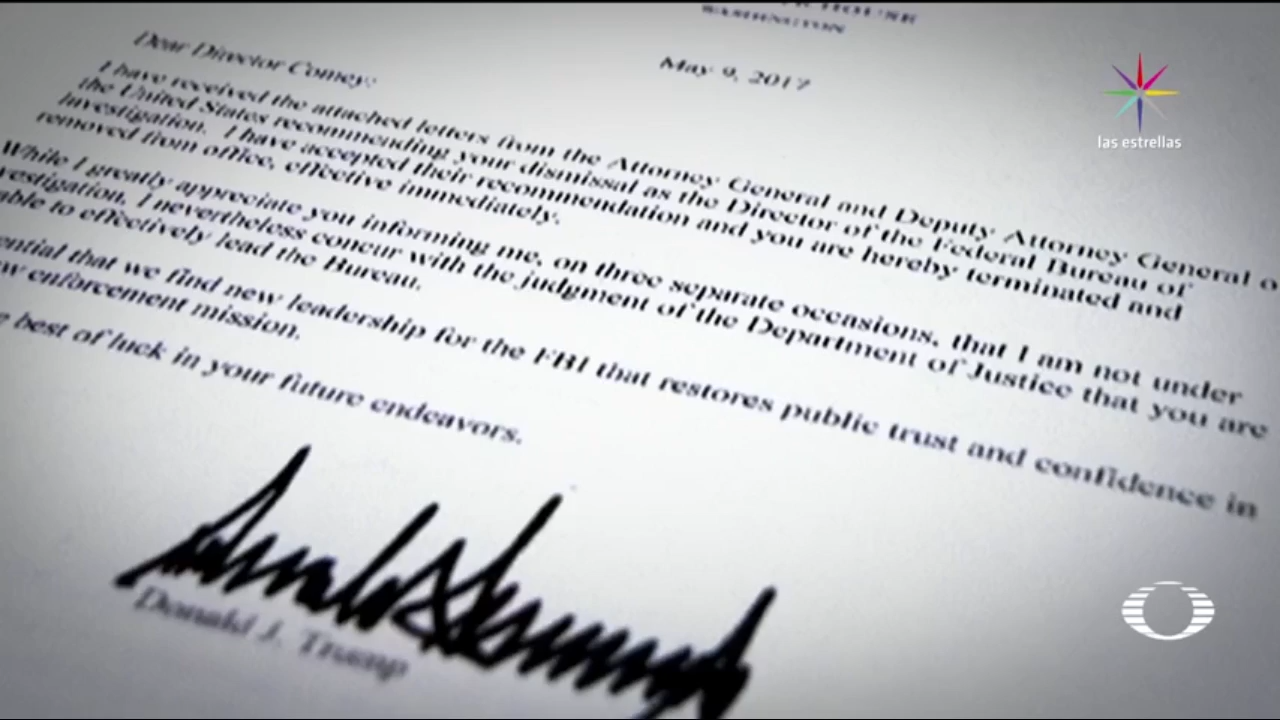 WASHINGTON
May 9, 2017
las estrellas
Dear Director Comey:
I have received the attached letters from the Attorney General and Deputy Attorney General o
the United States recommending your dismissal as the Director of the Federal Bureau of
Investigation. I have accepted their recommendation and you are hereby terminated and
removed from office, effective immediately.
While I greatly appreciate you informing me, on three separate occasions, that I am not under
vestigation, I nevertheless concur with the judgment of the Department of Justice that you are
able to effectively lead the Bureau.
ential that we find new leadership for the FBI that restores public trust and confidence in
w enforcement mission.
e best of luck in your future endeavors.
Donald J. Trump